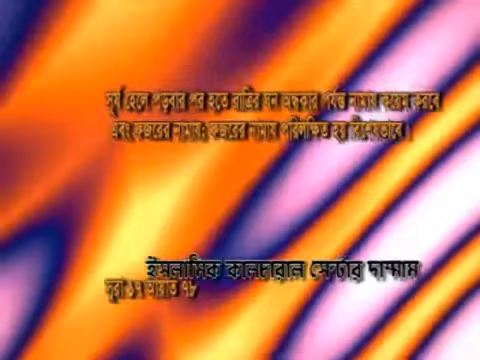 সূর্য হেলে পড়বার পর হতে রাত্রির ঘন অন্ধকার পর্যন্ত নামায কায়েম করবে
এবং ফজরের নামায; ফজরের নামায পরিলক্ষিত হয় বিশেষভাবে।
ইসলামিক কালচারাল সেন্টার দাম্মাম
সূরা ১৭ আয়াত ৭৮